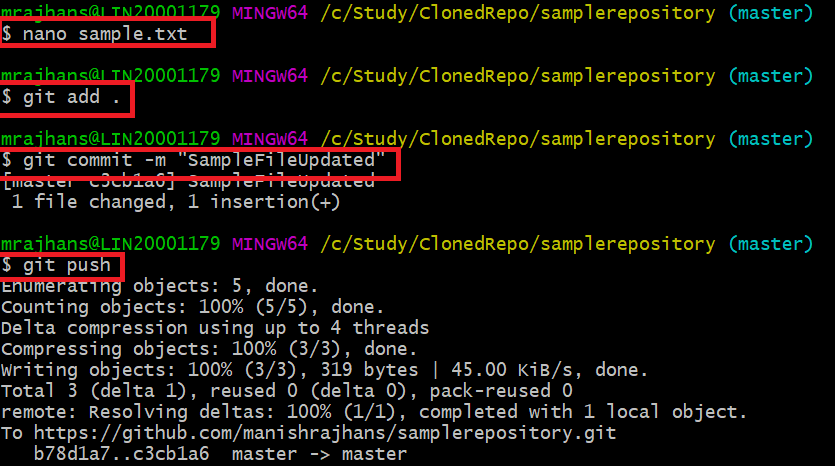 mrajhans@LIN20001179 MINGW64 /c/Study/ClonedRepo/samplerepository (master)
$ nano sample.txt
mrajhans@LIN20001179 MINGW64 /c/Study/ClonedRepo/samplerepository (master)
$ git add .
mrajhans@LIN20001179 MINGW64 /c/Study/ClonedRepo/samplerepository (master)
$ git commit -m "SampleFileUpdated"
[master c3cb1a6] SampleFileUpdated
 1 file changed, 1 insertion(+)
mrajhans@LIN20001179 MINGW64 /c/Study/ClonedRepo/samplerepository (master)
$ git push
Enumerating objects: 5, done.
Counting objects: 100% (5/5), done.
Delta compression using up to 4 threads
Compressing objects: 100% (3/3), done.
Writing objects: 100% (3/3), 319 bytes | 45.00 KiB/s, done.
Total 3 (delta 1), reused 0 (delta 0), pack-reused 0
remote: Resolving deltas: 100% (1/1), completed with 1 local object.
To https://github.com/manishrajhans/samplerepository.git
   b78d1a7..c3cb1a6  master -> master